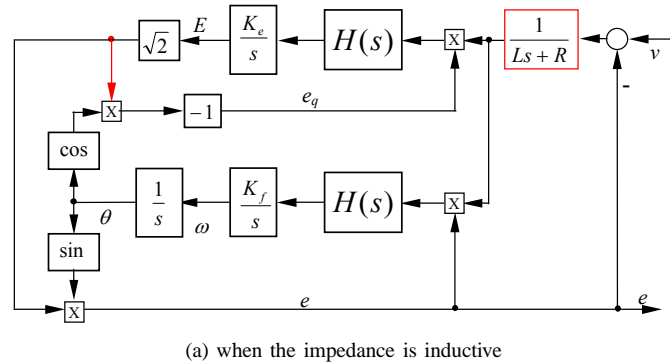 √2
E
K_e / s
H(s)
X
1 / (Ls + R)
v
-
X
−1
e_q
cos
θ
1 / s
ω
K_f / s
H(s)
X
sin
X
e
e
(a) when the impedance is inductive